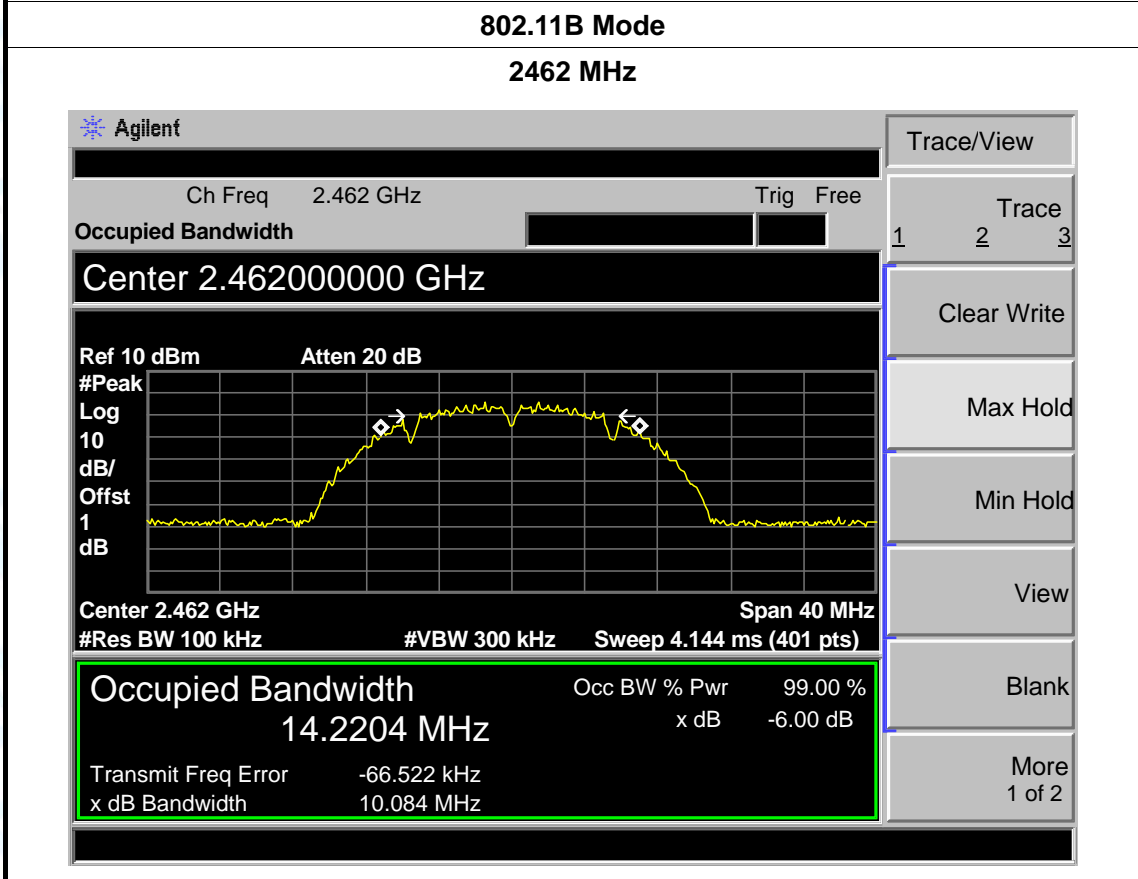 802.11B Mode
2462 MHz
Agilent
Trace/View
Ch Freq 2.462 GHz Trig Free
Occupied Bandwidth
Trace
1 2 3
Center 2.462000000 GHz
Clear Write
Ref 10 dBm Atten 20 dB
#Peak
Log
10
dB/
Offst
1
dB
Max Hold
Min Hold
Center 2.462 GHz Span 40 MHz
#Res BW 100 kHz #VBW 300 kHz Sweep 4.144 ms (401 pts)
View
Occupied Bandwidth Occ BW % Pwr 99.00 %
14.2204 MHz x dB -6.00 dB
Blank
Transmit Freq Error -66.522 kHz
x dB Bandwidth 10.084 MHz
More
1 of 2